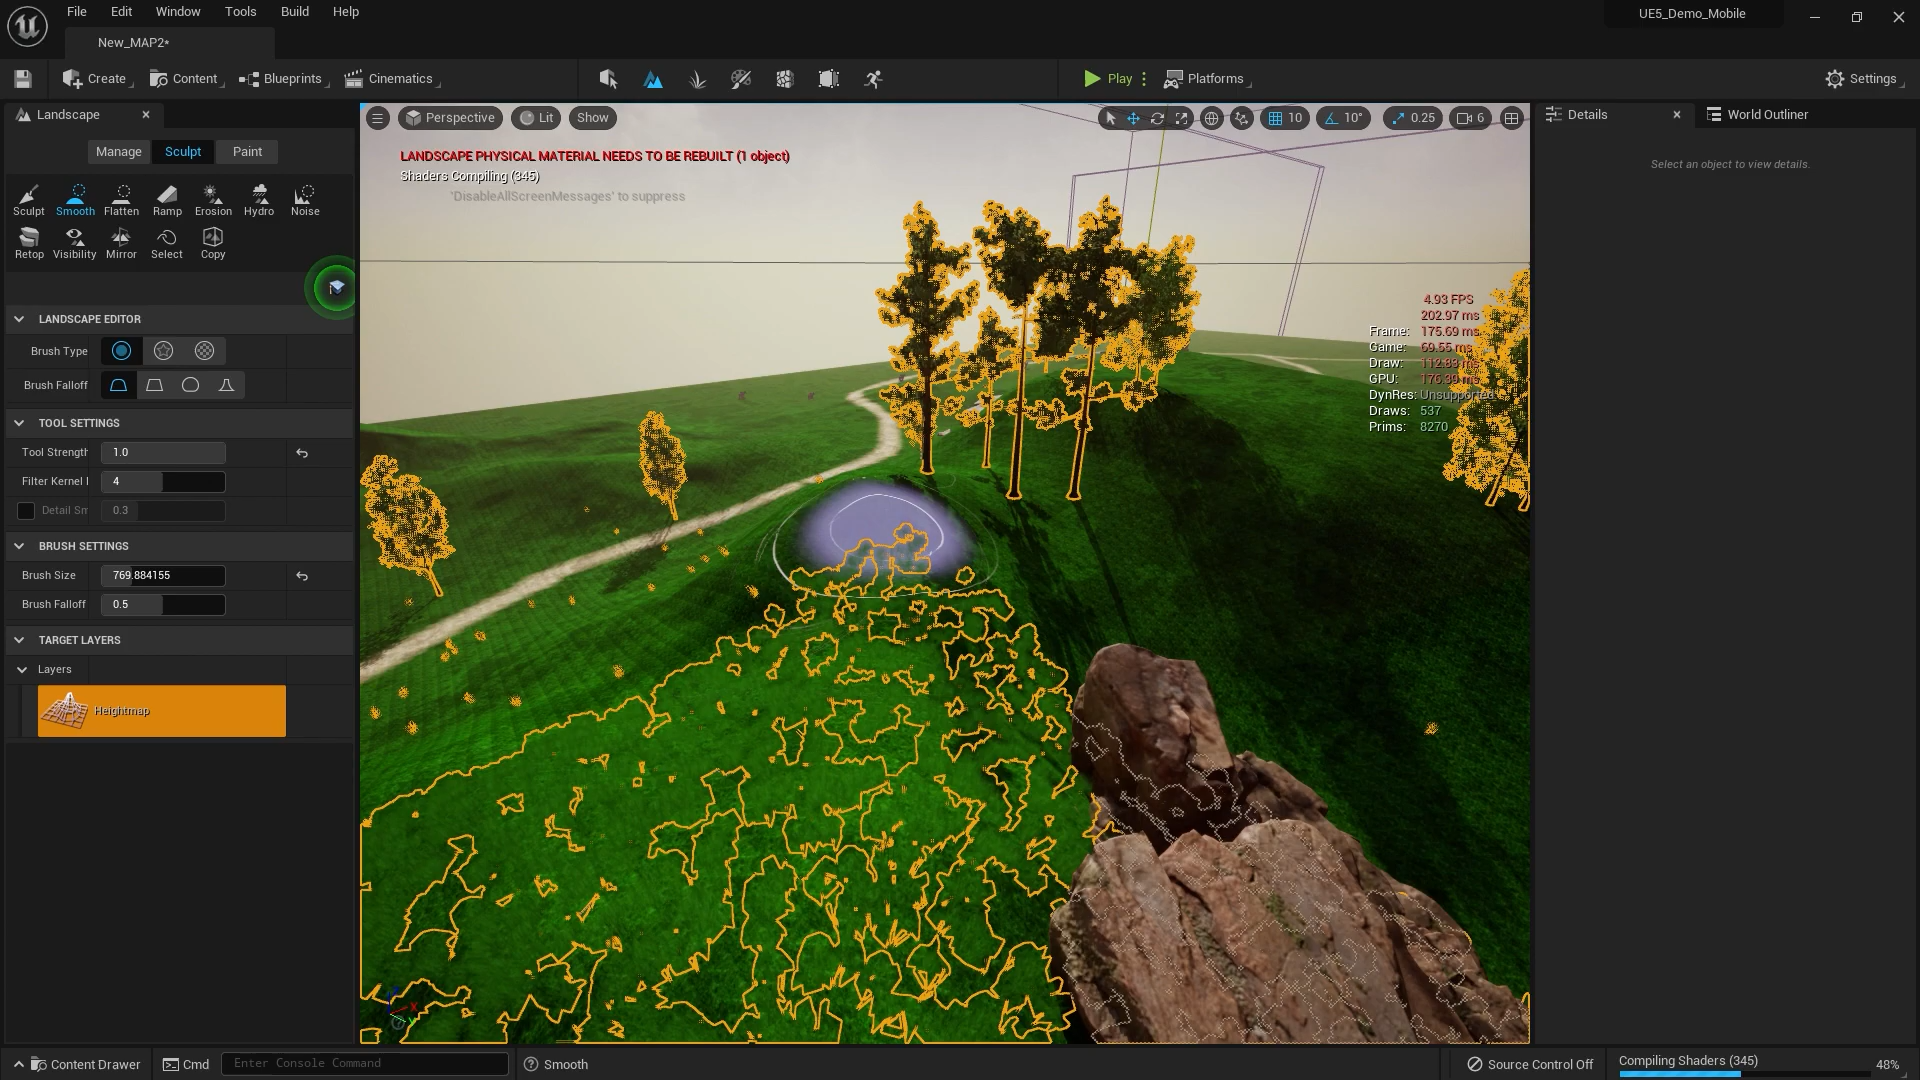 File Edit Window Tools Build Help
UE5_Demo_Mobile
New_MAP2*
Create Content Blueprints Cinematics Play Platforms Settings
Landscape
Manage Sculpt Paint
Sculpt Smooth Flatten Ramp Erosion Hydro Noise
Retop Visibility Mirror Select Copy
LANDSCAPE EDITOR
Brush Type
Brush Falloff
TOOL SETTINGS
Tool Strength 1.0
Filter Kernel 4
Detail Sm 0.3
BRUSH SETTINGS
Brush Size 769.884155
Brush Falloff 0.5
TARGET LAYERS
Layers
Heightmap
Perspective Lit Show 10 10° 0.25 6
LANDSCAPE PHYSICAL MATERIAL NEEDS TO BE REBUILT (1 object)
Shaders Compiling (345)
'DisableAllScreenMessages' to suppress
4.93 FPS
202.97 ms
Frame: 175.69 ms
Game: 69.55 ms
Draw: 112.83 ms
GPU: 176.39 ms
DynRes: Unsupported
Draws: 537
Prims: 8270
X
Y
Details World Outliner
Select an object to view details.
Content Drawer Cmd Enter Console Command Smooth
Source Control Off Compiling Shaders (345) 48%